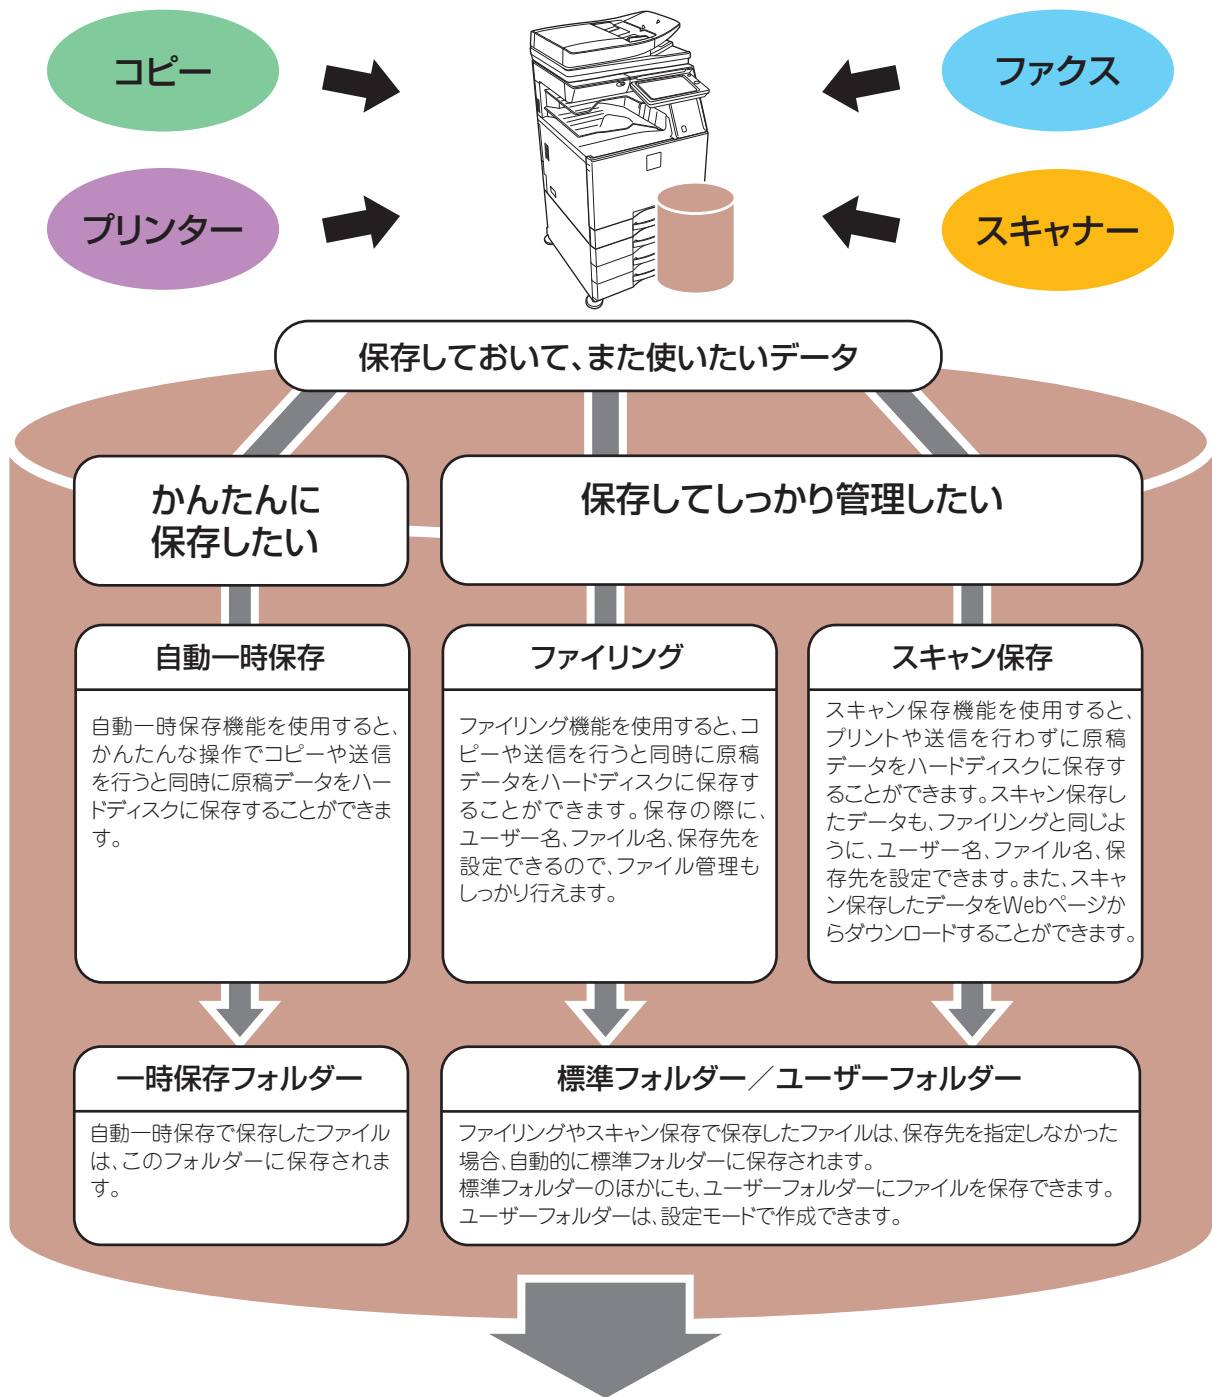 コピー
ファクス
プリンター
スキャナー
保存しておいて、また使いたいデータ
かんたんに
保存したい
保存してしっかり管理したい
自動一時保存
自動一時保存機能を使用すると、
かんたんな操作でコピーや送信
を行うと同時に原稿データをハー
ドディスクに保存することができま
す。
ファイリング
ファイリング機能を使用すると、コ
ピーや送信を行うと同時に原稿
データをハードディスクに保存す
ることができます。保存の際に、
ユーザー名、ファイル名、保存先を
設定できるので、ファイル管理も
しっかり行えます。
スキャン保存
スキャン保存機能を使用すると、
プリントや送信を行わずに原稿
データをハードディスクに保存す
ることができます。スキャン保存し
たデータも、ファイリングと同じよ
うに、ユーザー名、ファイル名、保
存先を設定できます。また、スキャ
ン保存したデータをWebページか
らダウンロードすることができます。
一時保存フォルダー
自動一時保存で保存したファイル
は、このフォルダーに保存されま
す。
標準フォルダー／ユーザーフォルダー
ファイリングやスキャン保存で保存したファイルは、保存先を指定しなかった
場合、自動的に標準フォルダーに保存されます。
標準フォルダーのほかにも、ユーザーフォルダーにファイルを保存できます。
ユーザーフォルダーは、設定モードで作成できます。